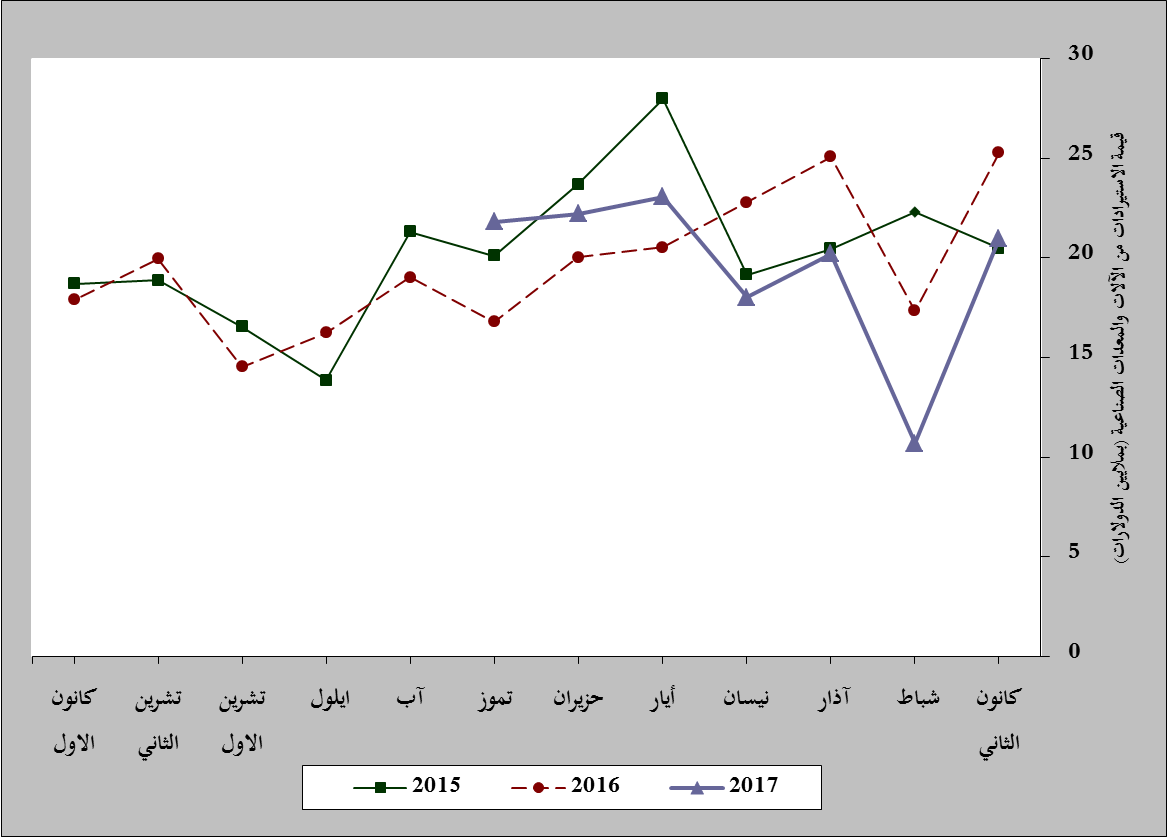 30
25
20
15
10
5
0
قيمة الاستيرادات من الآلات والمعدات الصناعية (بملايين الدولارات)
كانون الثاني
شباط
آذار
نيسان
أيار
حزيران
تموز
آب
ايلول
تشرين الاول
تشرين الثاني
كانون الاول
2015 2016 2017